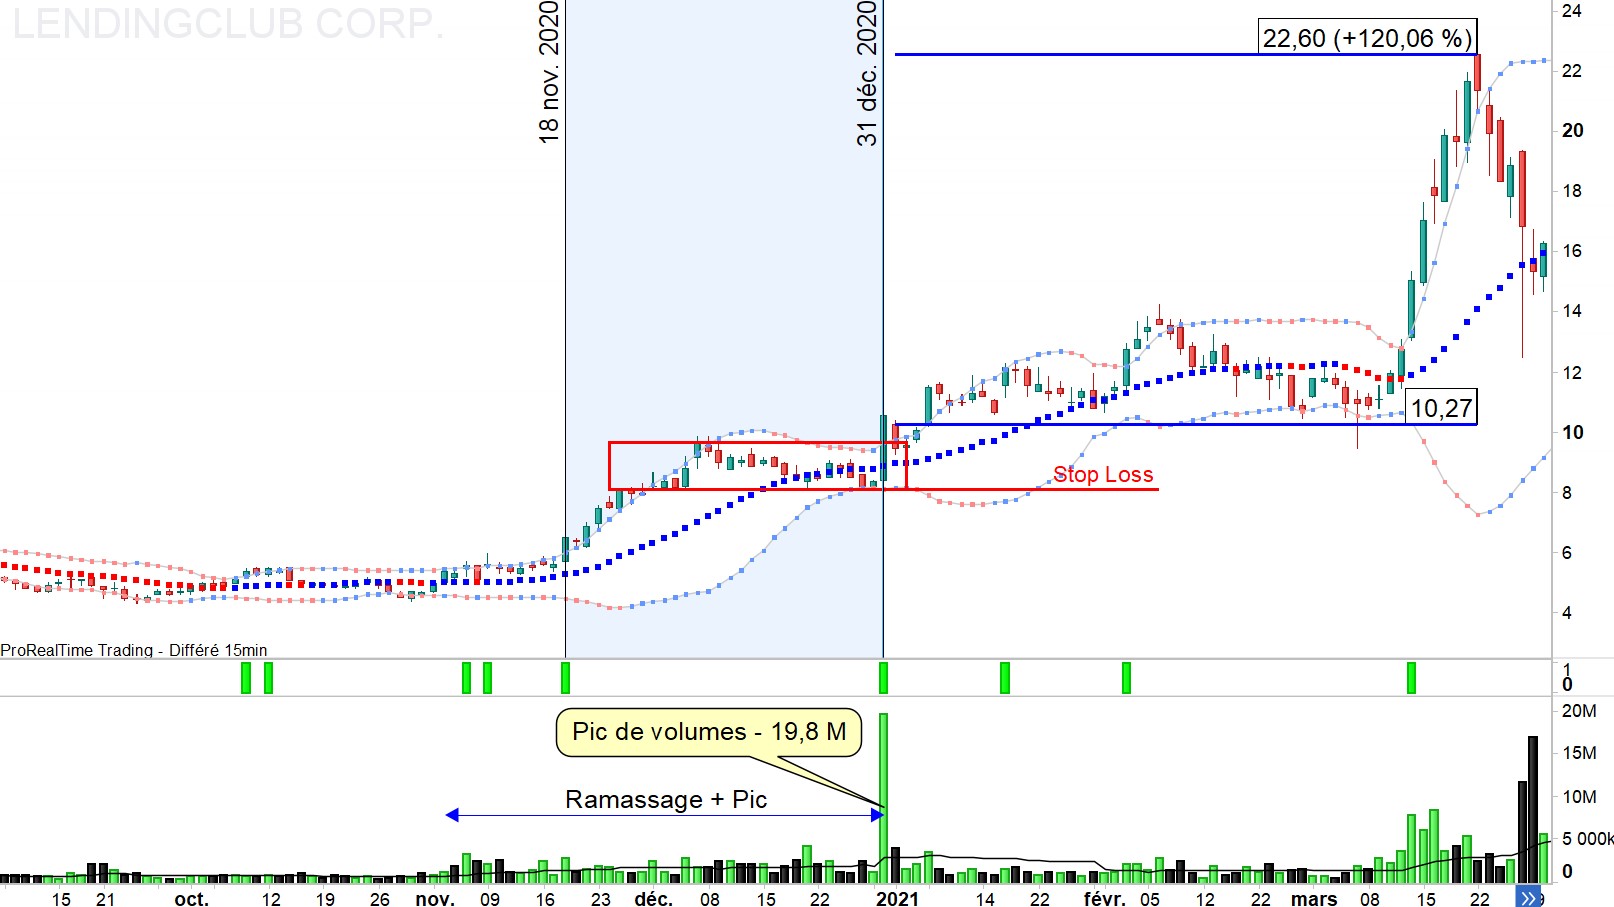 LENDINGCLUB CORP.
18 nov. 2020
31 déc. 2020
22,60 (+120,06 %)
24
22
20
18
16
14
12
10
8
6
4
10,27
Stop Loss
ProRealTime Trading - Différé 15min
1
0
Pic de volumes - 19,8 M
Ramassage + Pic
20M
15M
10M
5 000k
0
15 21 oct. 12 19 26 nov. 09 16 23 déc. 08 15 22 2021 14 22 févr. 05 12 22 mars 08 15 22 »